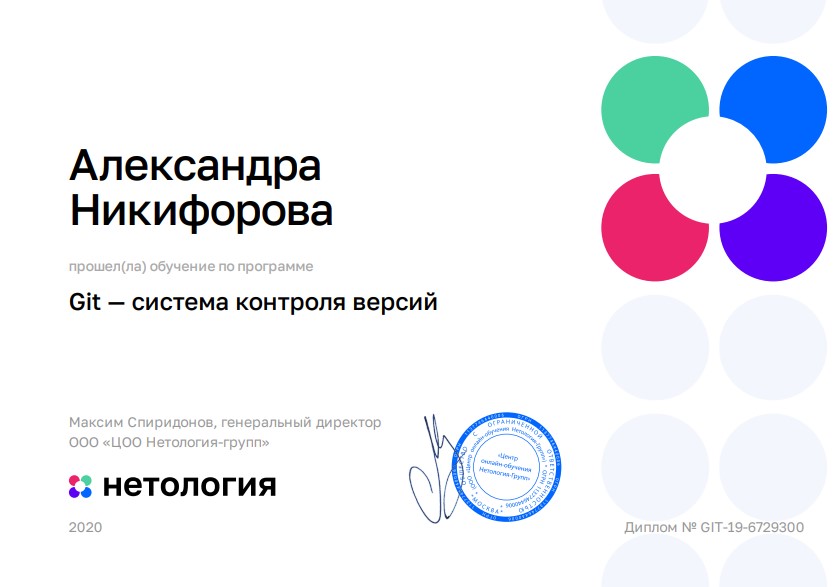 Александра
Никифорова
прошел(ла) обучение по программе
Git — система контроля версий
Максим Спиридонов, генеральный директор
ООО «ЦОО Нетология-групп»
нетология
2020
«Центр
онлайн-обучения
Нетология-Групп»
С ОГРАНИЧЕННОЙ ОТВЕТСТВЕННОСТЬЮ
МОСКВА
Диплом № GIT-19-6729300